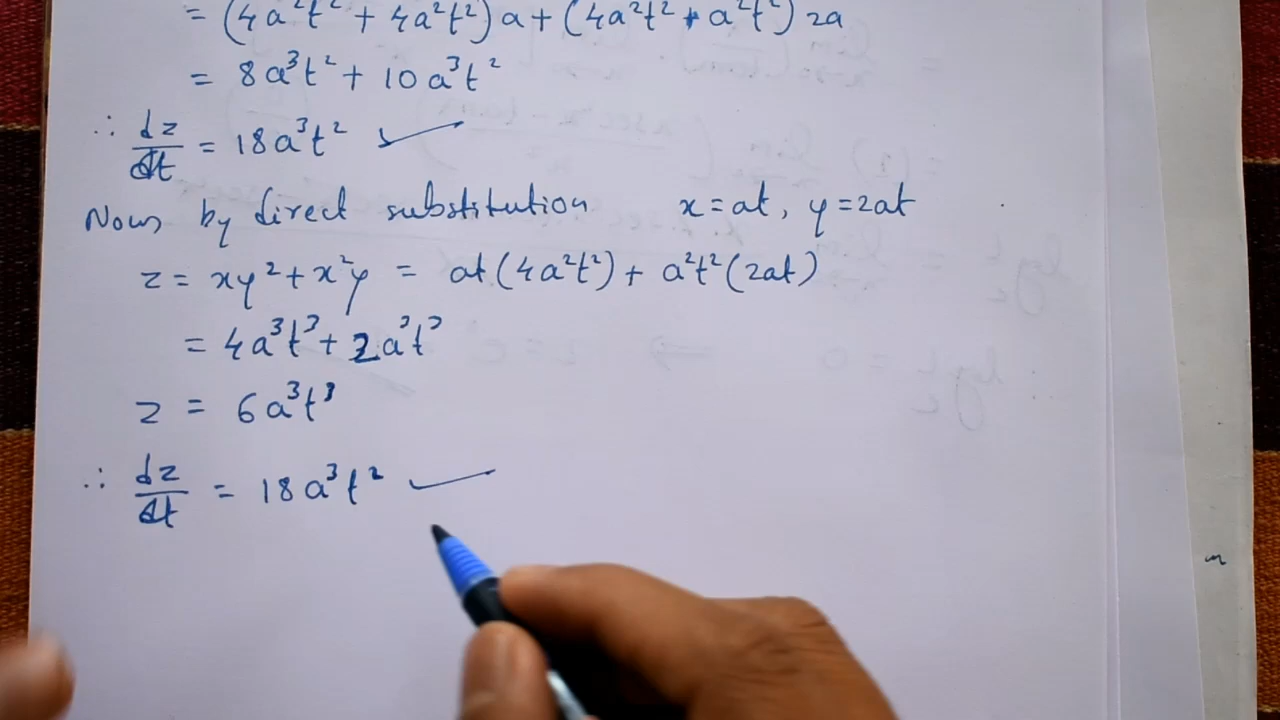 = (4a²t² + 4a²t²) a + (4a²t² + a²t²) 2a
= 8a³t² + 10a³t²
∴ dz/dt = 18a³t² ✓
Now by direct substitution x=at, y=2at
z = xy² + x²y = at(4a²t²) + a²t²(2at)
= 4a³t³ + 2a³t³
z = 6a³t³
∴ dz/dt = 18a³t² ✓